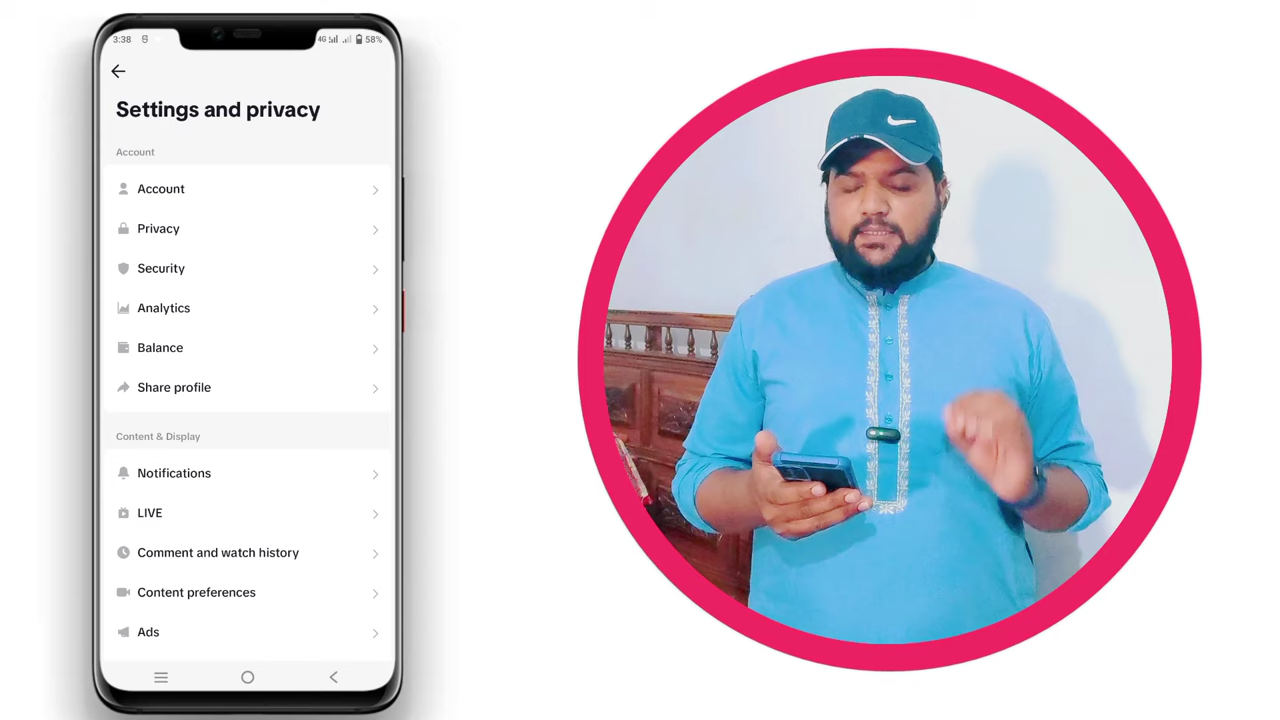 3:38
4G
58%
Settings and privacy
Account
Account
Privacy
Security
Analytics
Balance
Share profile
Content & Display
Notifications
LIVE
Comment and watch history
Content preferences
Ads